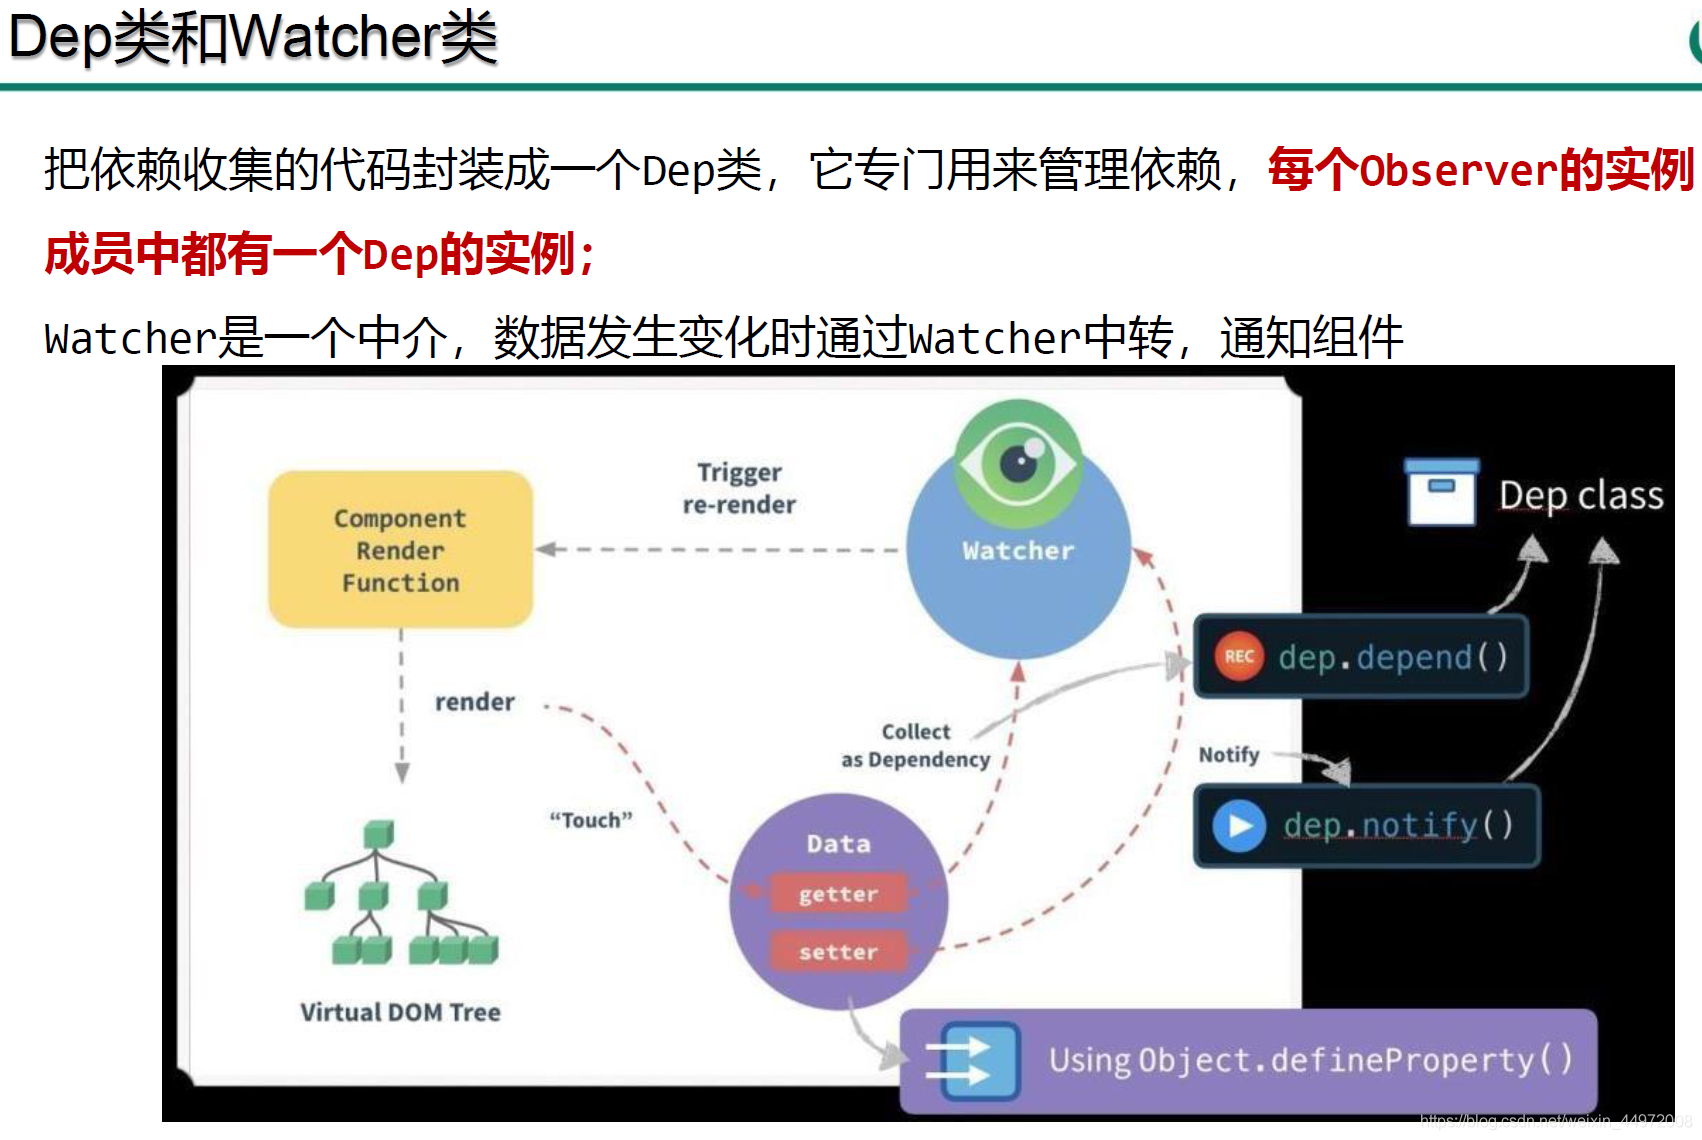 Dep类和Watcher类
把依赖收集的代码封装成一个Dep类，它专门用来管理依赖，每个Observer的实例
成员中都有一个Dep的实例；
Watcher是一个中介，数据发生变化时通过Watcher中转，通知组件
Trigger
re-render
Component
Render
Function
Watcher
Dep class
REC dep.depend()
render
Collect
as Dependency
Notify
"Touch"
dep.notify()
Data
getter
setter
Virtual DOM Tree
Using Object.defineProperty()